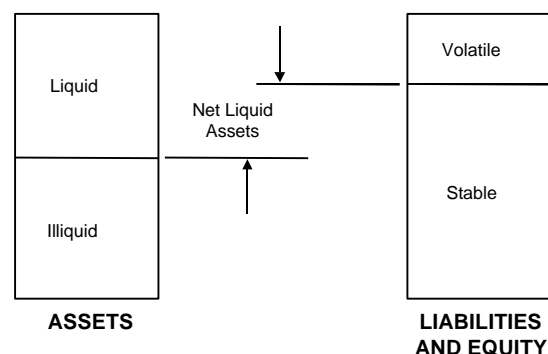 Liquid
Illiquid
ASSETS
Net Liquid
Assets
Volatile
Stable
LIABILITIES
AND EQUITY